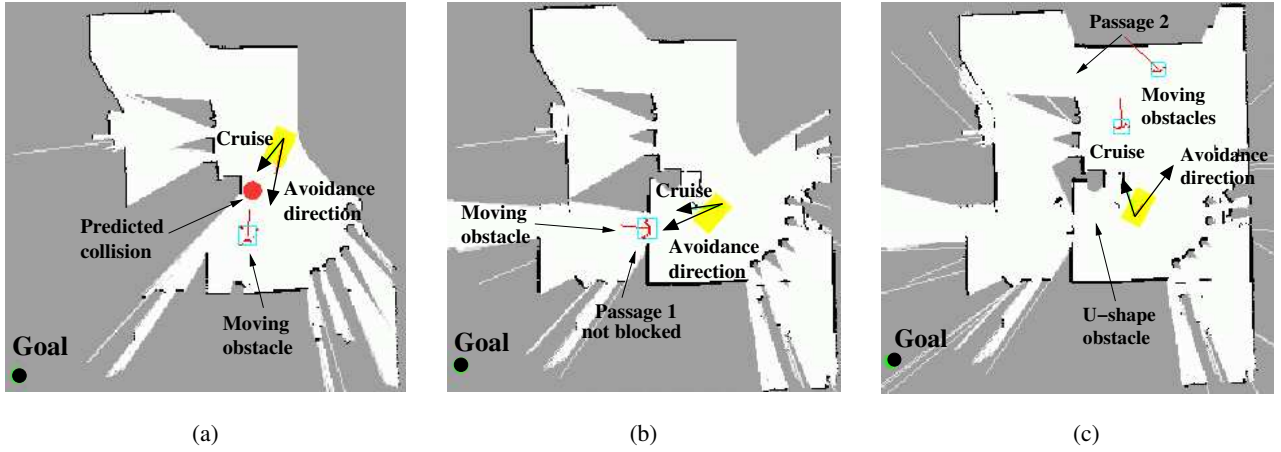 Cruise
Avoidance
direction
Predicted
collision
Moving
obstacle
Goal
(a)
Cruise
Moving
obstacle
Avoidance
direction
Passage 1
not blocked
Goal
(b)
Passage 2
Moving
obstacles
Cruise
Avoidance
direction
U−shape
obstacle
Goal
(c)